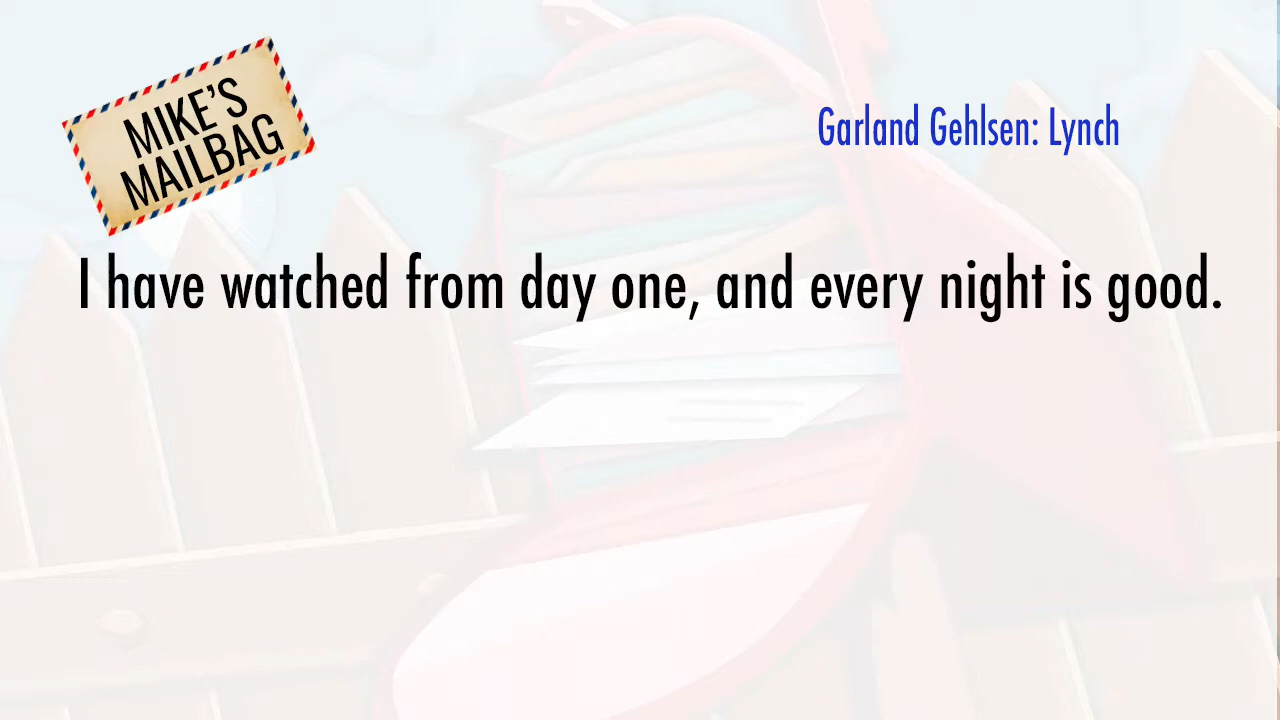 MIKE'S
MAILBAG
Garland Gehlsen: Lynch
I have watched from day one, and every night is good.